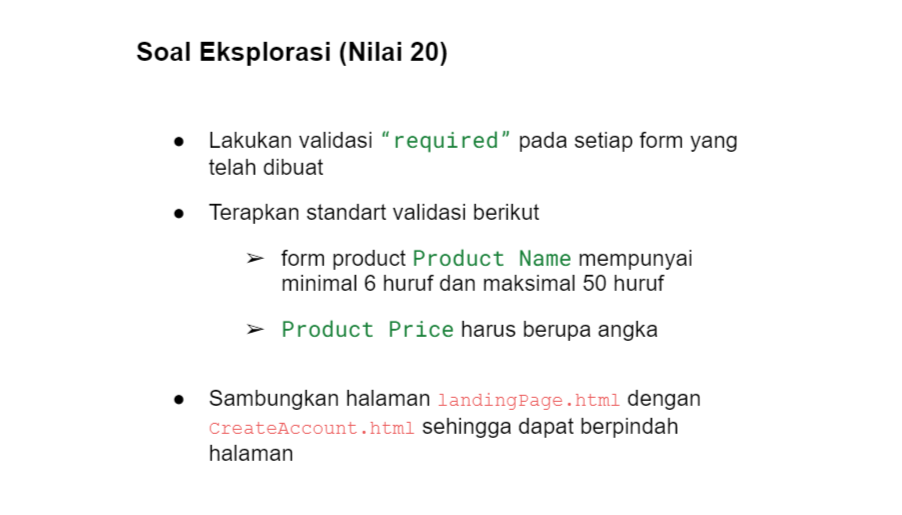 Soal Eksplorasi (Nilai 20)
● Lakukan validasi “required” pada setiap form yang
telah dibuat
● Terapkan standart validasi berikut
➢ form product Product Name mempunyai
minimal 6 huruf dan maksimal 50 huruf
➢ Product Price harus berupa angka
● Sambungkan halaman landingPage.html dengan
CreateAccount.html sehingga dapat berpindah
halaman